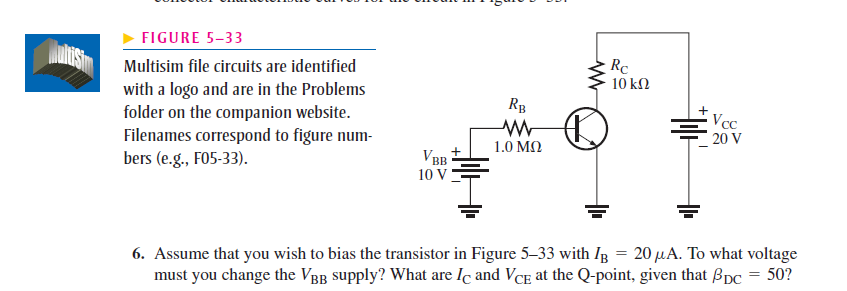 FIGURE 5–33
Multisim file circuits are identified
with a logo and are in the Problems
folder on the companion website.
Filenames correspond to figure num-
bers (e.g., F05-33).
Multisim
RC
10 kΩ
RB
1.0 MΩ
VBB
10 V
+
–
+
VCC
20 V
–
6. Assume that you wish to bias the transistor in Figure 5–33 with IB = 20 μA. To what voltage
must you change the VBB supply? What are IC and VCE at the Q-point, given that βDC = 50?